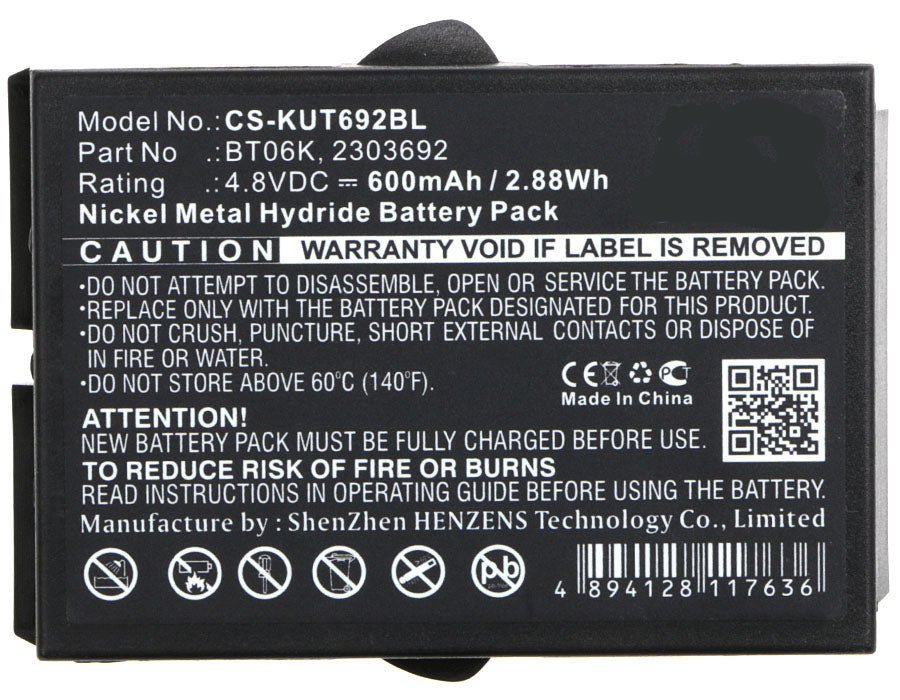 Model No.:CS-KUT692BL
Part No .:BT06K, 2303692
Rating .:4.8VDC ⎓ 600mAh / 2.88Wh
Nickel Metal Hydride Battery Pack
CAUTION WARRANTY VOID IF LABEL IS REMOVED
•DO NOT ATTEMPT TO DISASSEMBLE, OPEN OR SERVICE THE BATTERY PACK.
•REPLACE ONLY WITH THE BATTERY PACK DESIGNATED FOR THIS PRODUCT.
•DO NOT CRUSH, PUNCTURE, SHORT EXTERNAL CONTACTS OR DISPOSE OF
IN FIRE OR WATER.
•DO NOT STORE ABOVE 60°C (140°F).
CE PCT
Made In China
ATTENTION!
NEW BATTERY PACK MUST BE FULLY CHARGED BEFORE USE.
TO REDUCE RISK OF FIRE OR BURNS
READ INSTRUCTIONS IN OPERATING GUIDE BEFORE USING THE BATTERY.
Manufacture by : ShenZhen HENZENS Technology Co., Limited
pb
4 894128 117636